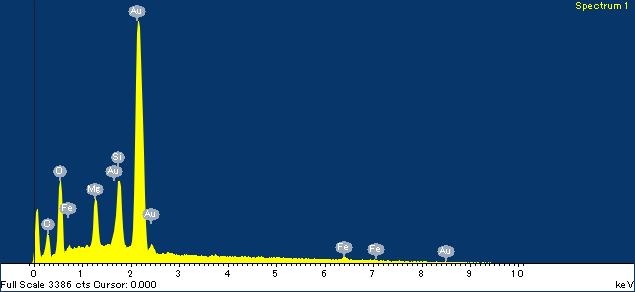 Spectrum 1
Au
Si
O Au
Mg
Fe Au
C
Fe Fe Au
0 1 2 3 4 5 6 7 8 9 10
Full Scale 3386 cts Cursor: 0.000 keV